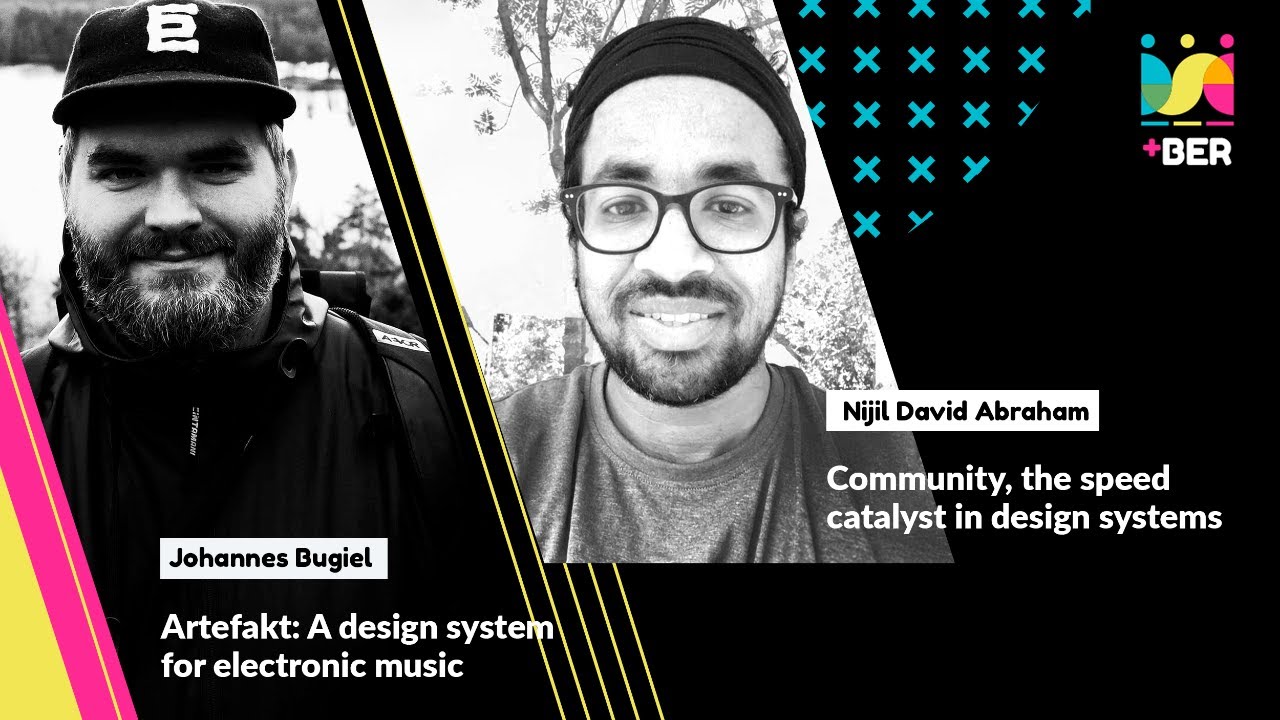 E
ENTAMANI
Johannes Bugiel
Artefakt: A design system
for electronic music
Nijil David Abraham
Community, the speed
catalyst in design systems
+BER